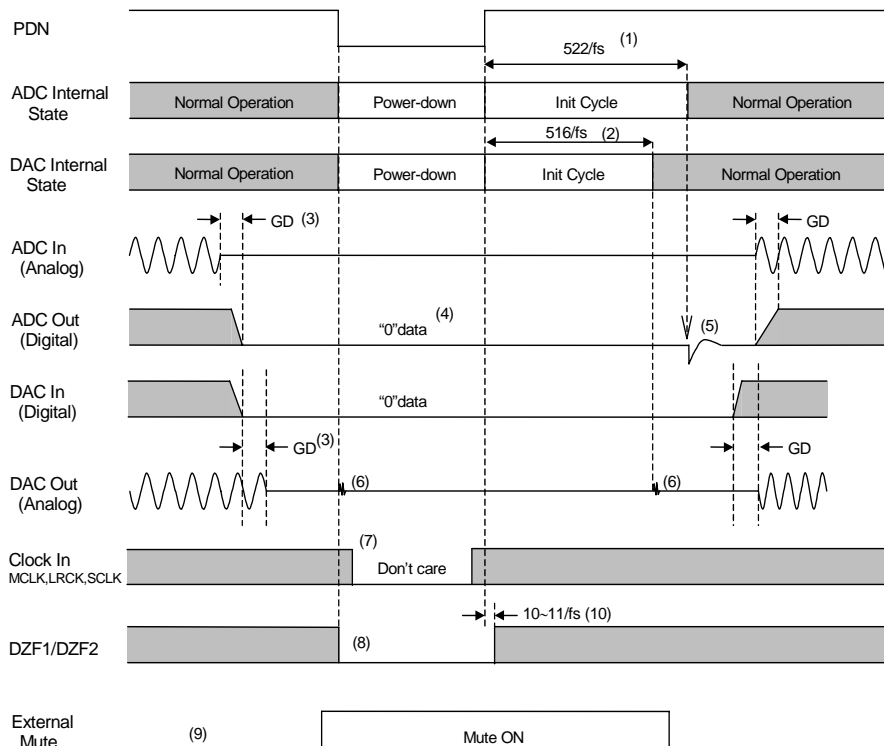 PDN
522/fs (1)
ADC Internal State
Normal Operation Power-down Init Cycle Normal Operation
516/fs (2)
DAC Internal State
Normal Operation Power-down Init Cycle Normal Operation
GD (3) GD
ADC In (Analog)
ADC Out (Digital)
"0"data (4) (5)
DAC In (Digital)
"0"data
GD (3) GD
DAC Out (Analog)
(6) (6)
Clock In
MCLK,LRCK,SCLK
(7)
Don't care
10~11/fs (10)
DZF1/DZF2
(8)
External Mute
(9)
Mute ON